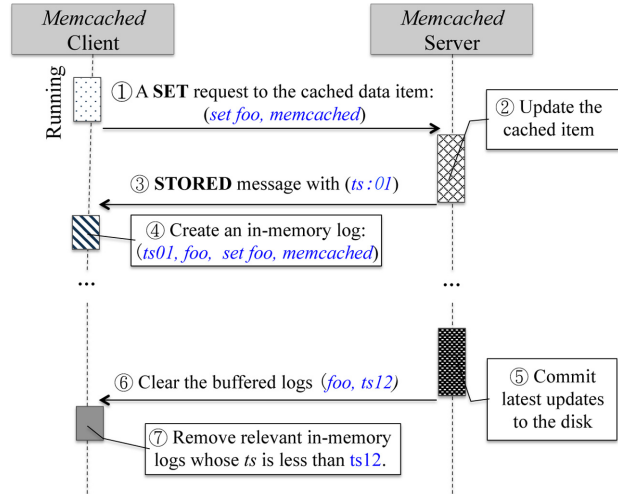 Memcached
Client
Memcached
Server
Running
① A SET request to the cached data item:
(set foo, memcached)
② Update the
cached item
③ STORED message with (ts:01)
④ Create an in-memory log:
(ts01, foo, set foo, memcached)
...
...
⑥ Clear the buffered logs (foo, ts12)
⑤ Commit
latest updates
to the disk
⑦ Remove relevant in-memory
logs whose ts is less than ts12.